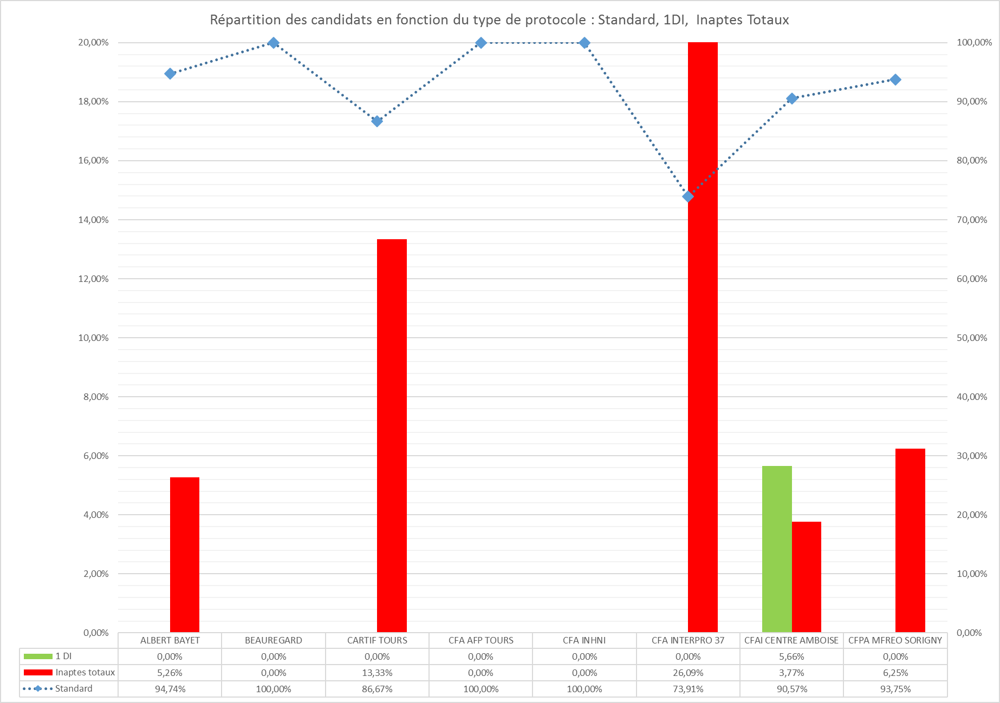 Répartition des candidats en fonction du type de protocole : Standard, 1DI,  Inaptes Totaux
20,00% 100,00%
18,00% 90,00%
16,00% 80,00%
14,00% 70,00%
12,00% 60,00%
10,00% 50,00%
8,00% 40,00%
6,00% 30,00%
4,00% 20,00%
2,00% 10,00%
0,00% 0,00%
ALBERT BAYET BEAUREGARD CARTIF TOURS CFA AFP TOURS CFA INHNI CFA INTERPRO 37 CFAI CENTRE AMBOISE CFPA MFREO SORIGNY
1 DI 0,00% 0,00% 0,00% 0,00% 0,00% 0,00% 5,66% 0,00%
Inaptes totaux 5,26% 0,00% 13,33% 0,00% 0,00% 26,09% 3,77% 6,25%
Standard 94,74% 100,00% 86,67% 100,00% 100,00% 73,91% 90,57% 93,75%